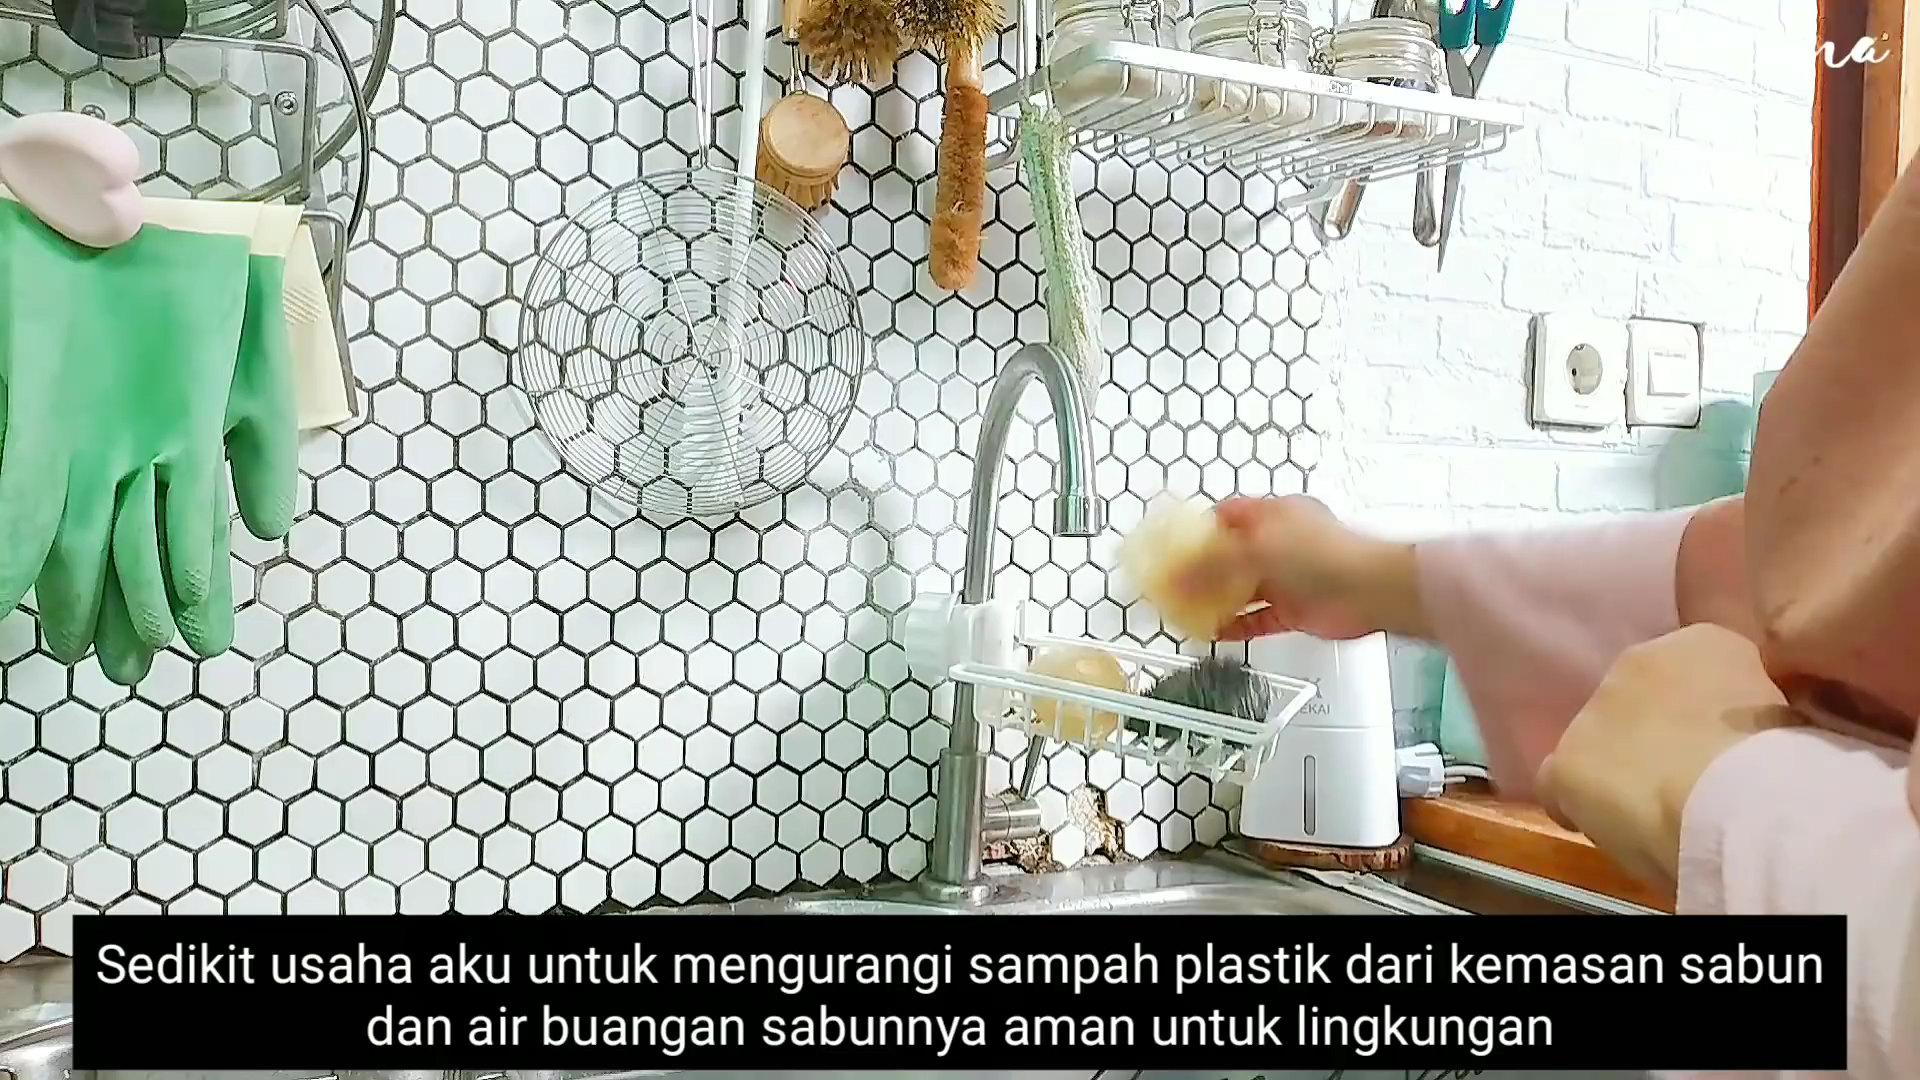 Sedikit usaha aku untuk mengurangi sampah plastik dari kemasan sabun
dan air buangan sabunnya aman untuk lingkungan